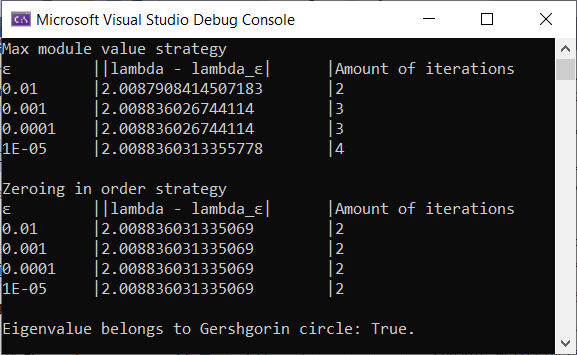 Microsoft Visual Studio Debug Console
Max module value strategy
ε ||lambda - lambda_ε| |Amount of iterations
0.01 |2.0087908414507183 |2
0.001 |2.008836026744114 |3
0.0001 |2.008836026744114 |3
1E-05 |2.0088360313355778 |4
Zeroing in order strategy
ε ||lambda - lambda_ε| |Amount of iterations
0.01 |2.008836031335069 |2
0.001 |2.008836031335069 |2
0.0001 |2.008836031335069 |2
1E-05 |2.008836031335069 |2
Eigenvalue belongs to Gershgorin circle: True.